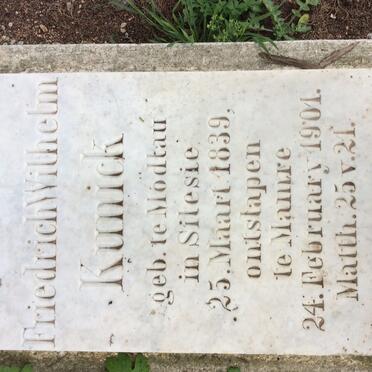 Friedrich Wilhelm
Kunick
geb. te Modlau
in Silesie
25. Maart 1839,
ontslapen
te Maunre
24. February 1901.
Matth. 25 v. 21.